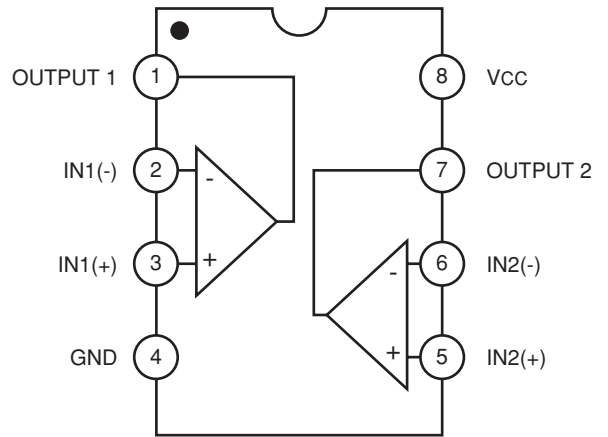 OUTPUT 1 1
8 VCC
IN1(-) 2 -
7 OUTPUT 2
IN1(+) 3 +
- 6 IN2(-)
GND 4
+ 5 IN2(+)